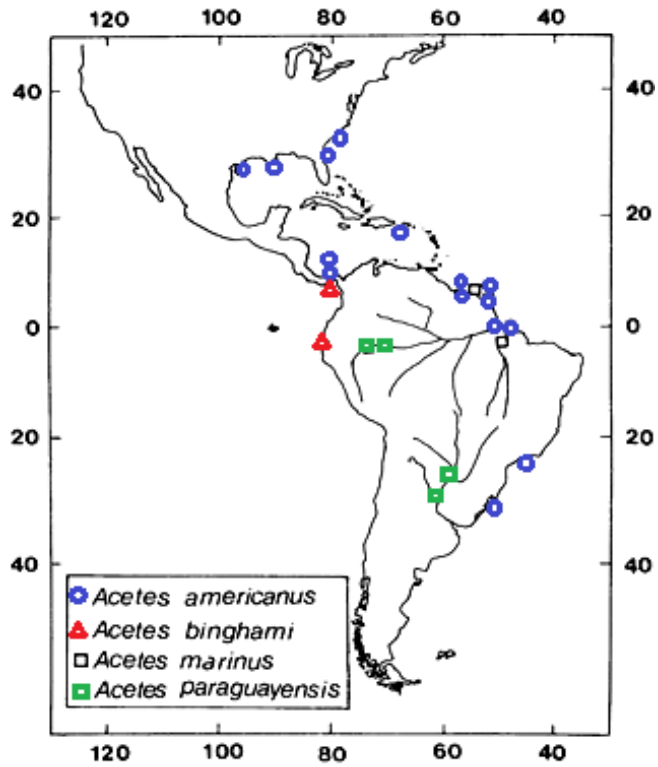 100 80 60 40
40 40
20 20
0 0
20 20
40 40
Acetes americanus
Acetes binghami
Acetes marinus
Acetes paraguayensis
120 100 80 60 40